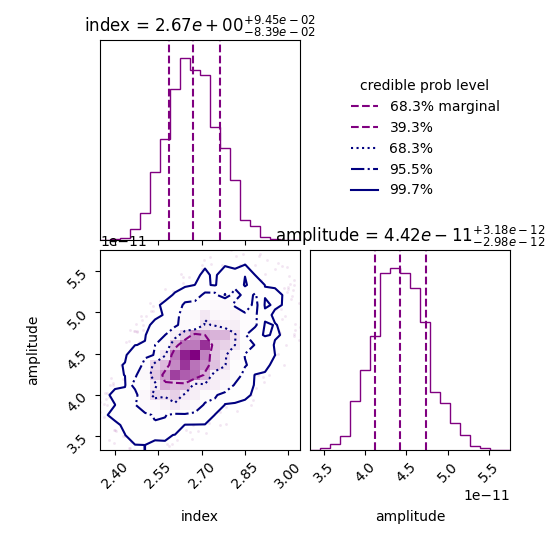 index = 2.67e+00+9.45e−02 −8.39e−02
credible prob level
68.3% marginal
39.3%
68.3%
95.5%
99.7%
1e−11
amplitude = 4.42e−11+3.18e−12 −2.98e−12
5.5
5.0
4.5
4.0
3.5
amplitude
2.40 2.55 2.70 2.85 3.00
index
3.5 4.0 4.5 5.0 5.5
1e−11
amplitude